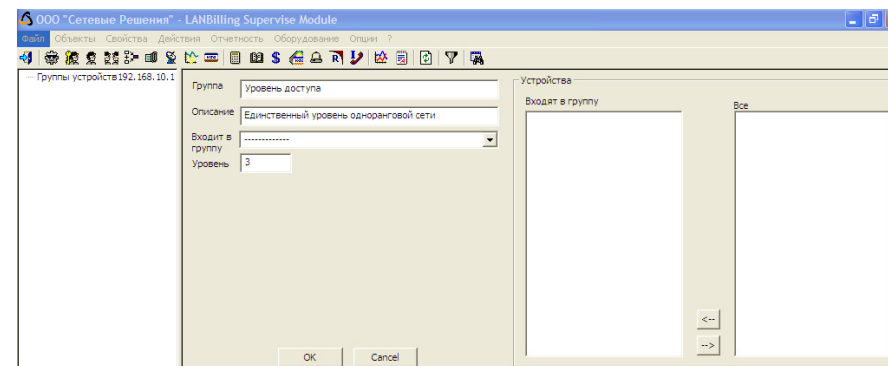 ООО "Сетевые Решения" - LANBilling Supervise Module
Файл Объекты Свойства Действия Отчетность Оборудование Опции ?
Группы устройств192.168.10.1
Группа Уровень доступа
Описание Единственный уровень одноранговой сети
Входит в группу -------------
Уровень 3
OK Cancel
Устройства
Входят в группу
Все
<--
-->